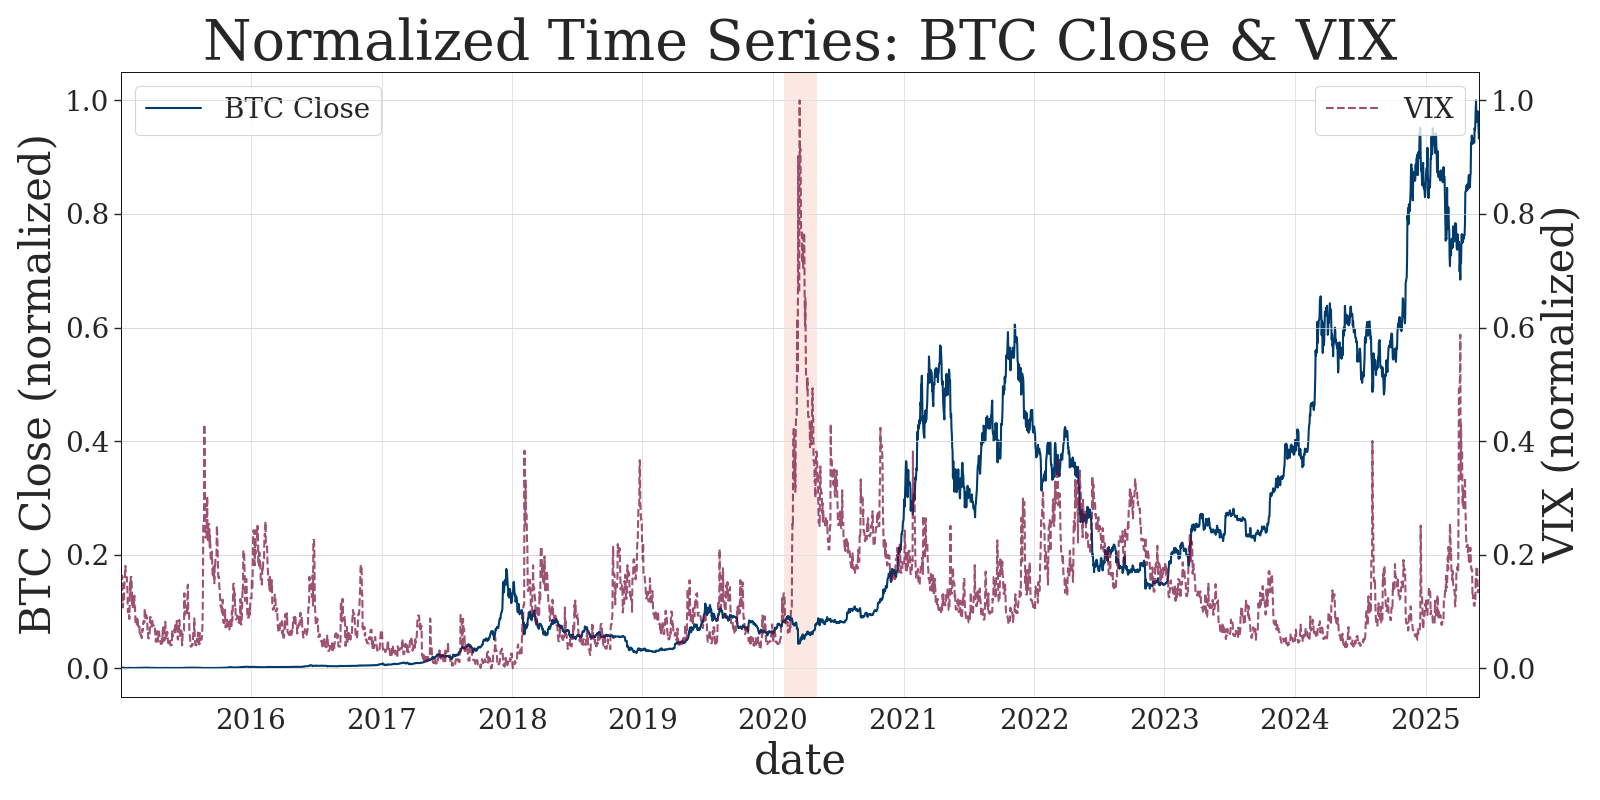 Normalized Time Series: BTC Close & VIX
BTC Close
VIX
BTC Close (normalized)
1.0
0.8
0.6
0.4
0.2
0.0
1.0
0.8
0.6
0.4
0.2
0.0
VIX (normalized)
2016 2017 2018 2019 2020 2021 2022 2023 2024 2025
date